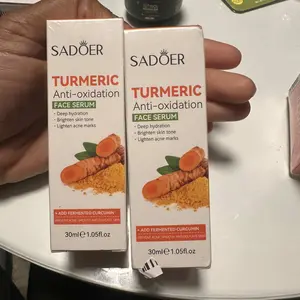 SADOER
TURMERIC
Anti-oxidation
FACE SERUM
· Deep hydration
· Brighten skin tone
· Lighten acne marks
+ ADD FERMENTED CURCUMIN
30ml ℮ 1.05fl.oz
SADOER
TURMERIC
Anti-oxidation
FACE SERUM
· Deep hydration
· Brighten skin tone
· Lighten acne marks
+ ADD FERMENTED CURCUMIN
30ml ℮ 1.05fl.oz